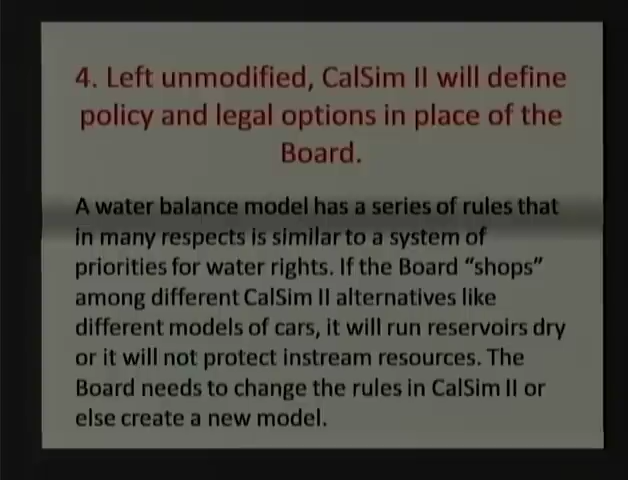 4. Left unmodified, CalSim II will define
policy and legal options in place of the
Board.
A water balance model has a series of rules that
in many respects is similar to a system of
priorities for water rights. If the Board “shops”
among different CalSim II alternatives like
different models of cars, it will run reservoirs dry
or it will not protect instream resources. The
Board needs to change the rules in CalSim II or
else create a new model.